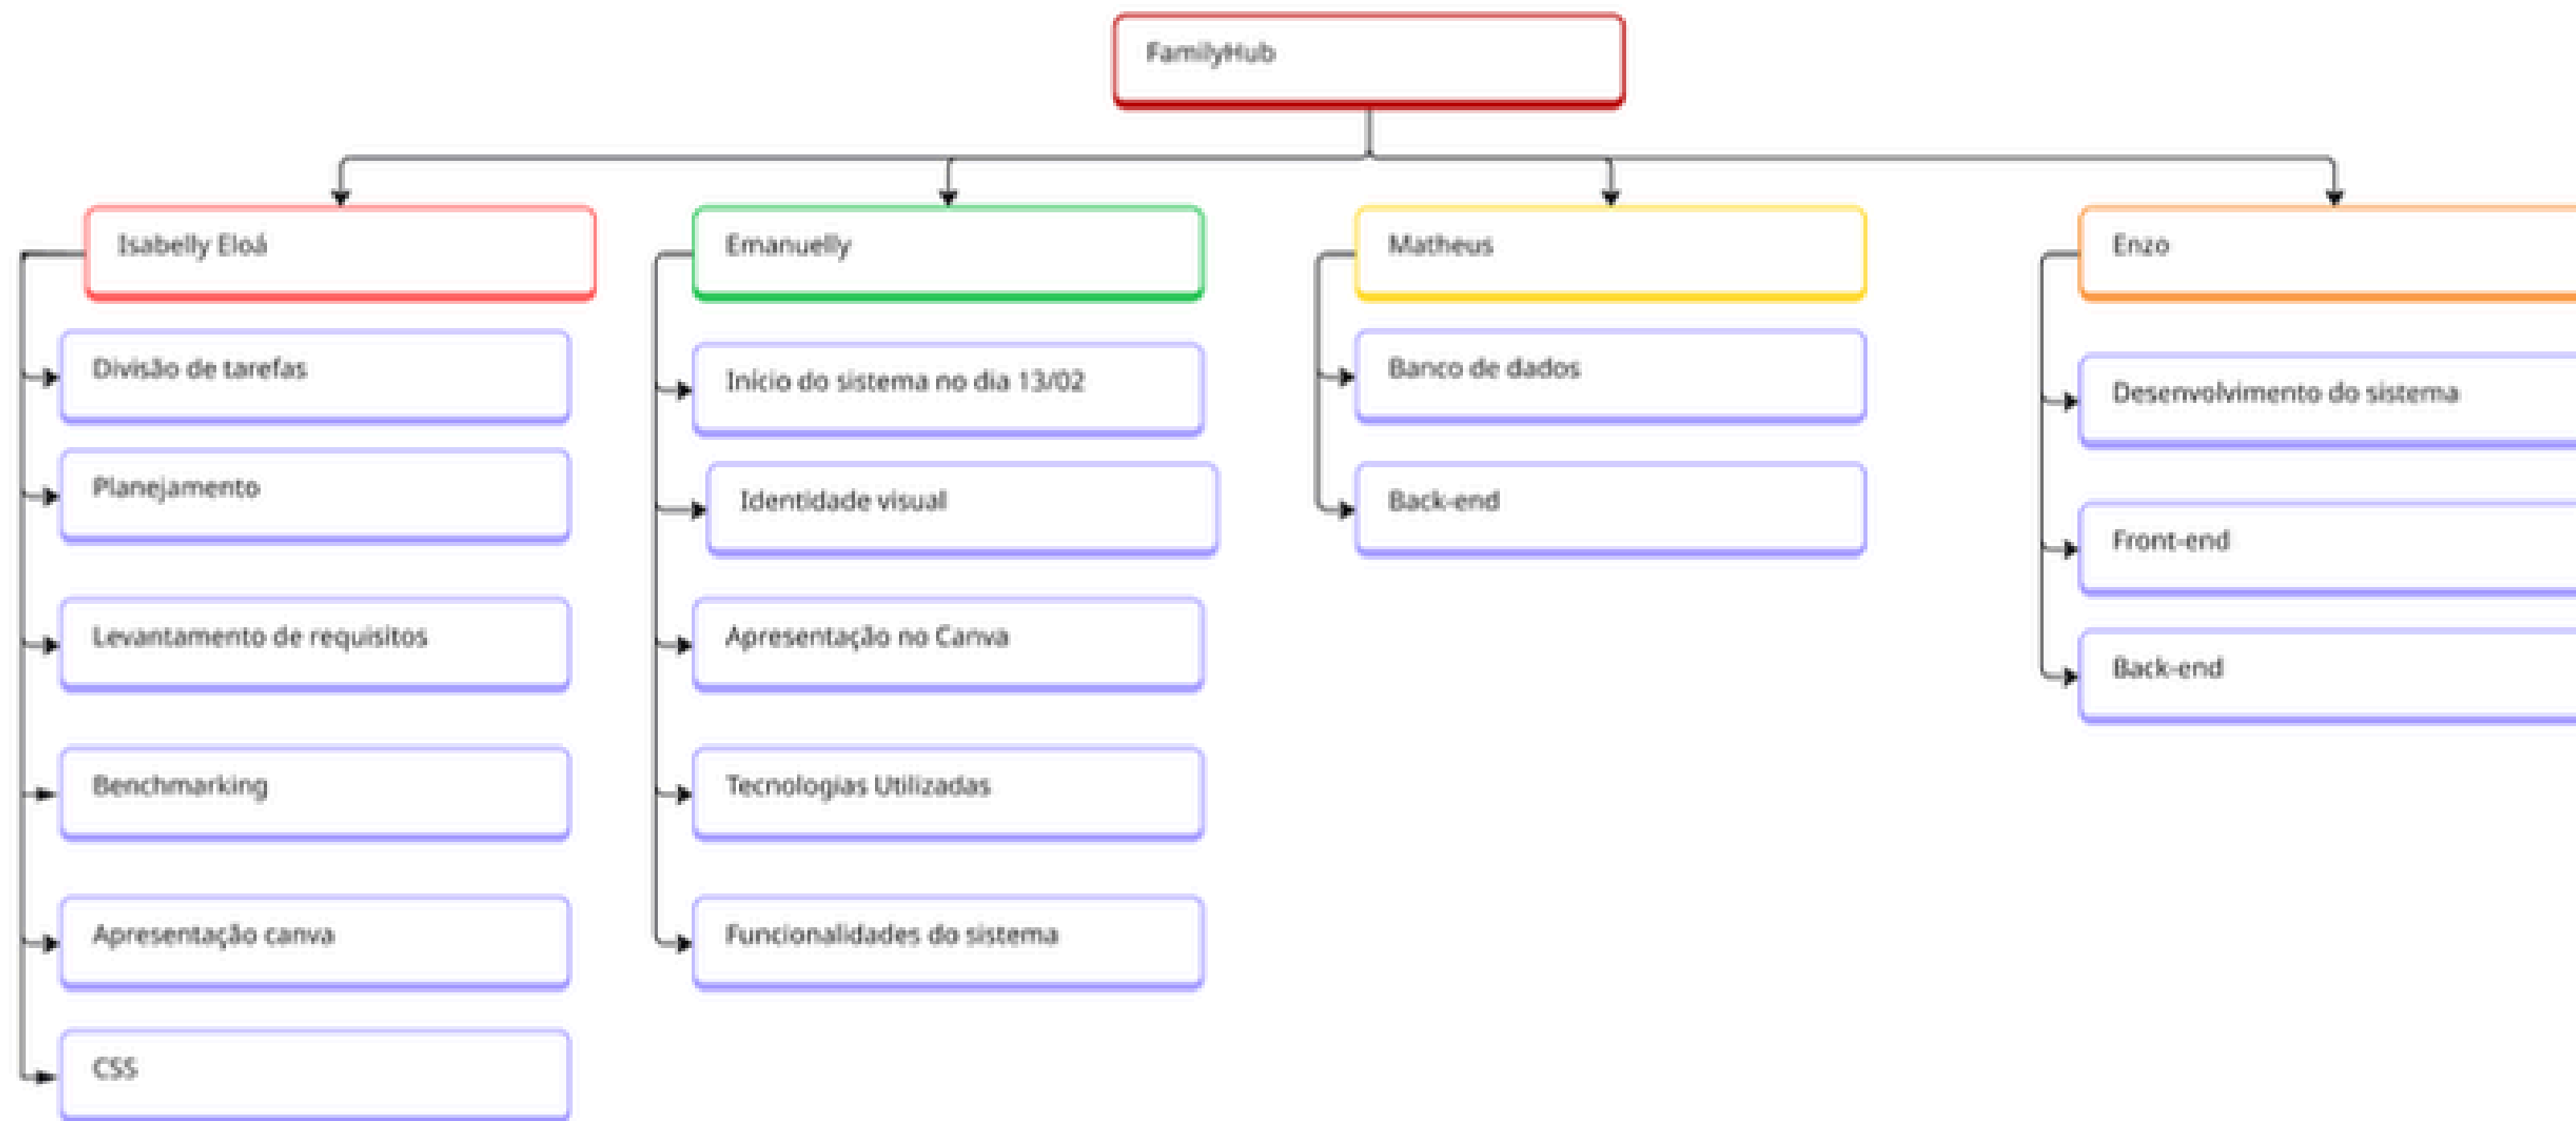 FamilyHub
Isabelly Eloá
Divisão de tarefas
Planejamento
Levantamento de requisitos
Benchmarking
Apresentação canva
CSS
Emanuelly
Início do sistema no dia 13/02
Identidade visual
Apresentação no Canva
Tecnologias Utilizadas
Funcionalidades do sistema
Matheus
Banco de dados
Back-end
Enzo
Desenvolvimento do sistema
Front-end
Back-end